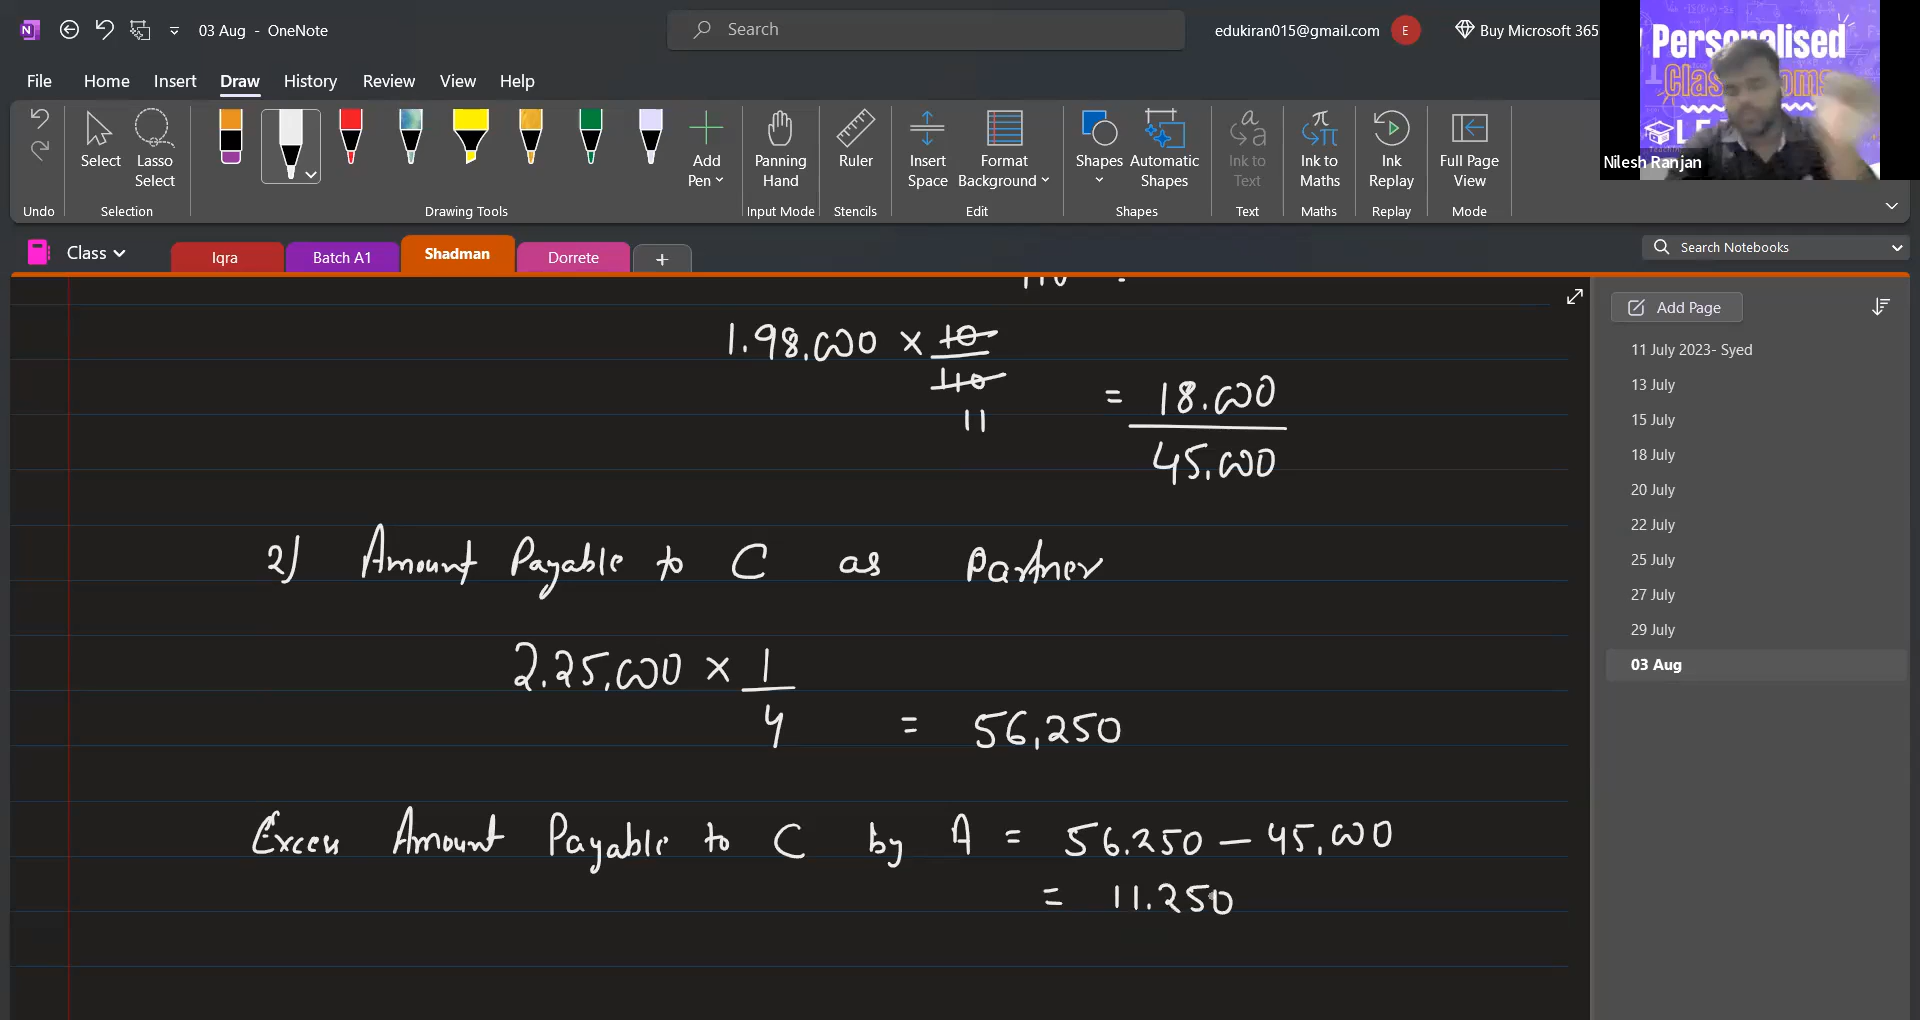 03 Aug - OneNote
Search
edukiran015@gmail.com
E
Buy Microsoft 365
Personalised
Nilesh Ranjan
File Home Insert Draw History Review View Help
Select
Lasso Select
Add Pen
Panning Hand
Ruler
Insert Space
Format Background
Shapes
Automatic Shapes
Ink to Text
Ink to Maths
Ink Replay
Full Page View
Undo Selection Drawing Tools Input Mode Stencils Edit Shapes Text Maths Replay Mode
Class Iqra Batch A1 Shadman Dorrete +
Search Notebooks
1.98.000 × 10/110
11
= 18.000
45.000
2) Amount Payable to C as Partner
2.25.000 × 1/4 = 56,250
Excess Amount Payable to C by A = 56.250 – 45,000
= 11.250
Add Page
11 July 2023- Syed
13 July
15 July
18 July
20 July
22 July
25 July
27 July
29 July
03 Aug